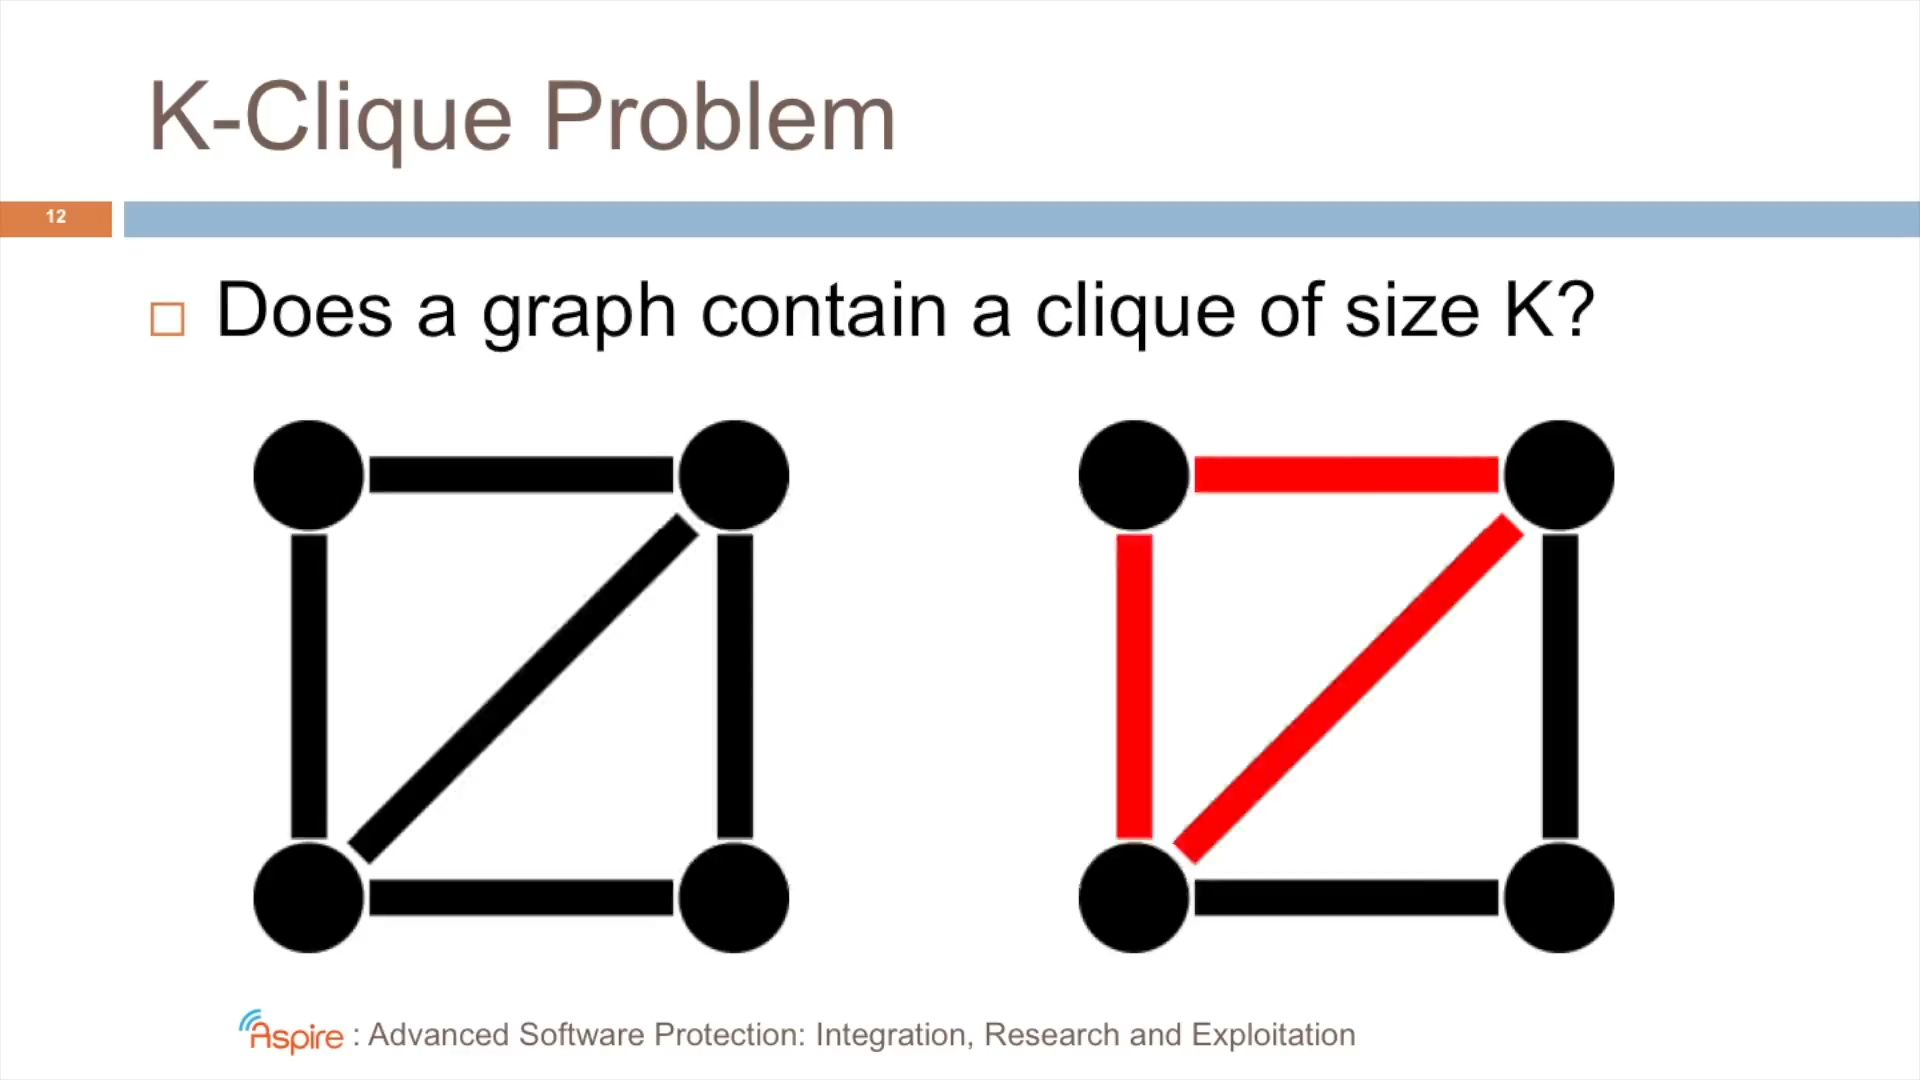 K-Clique Problem
12
Does a graph contain a clique of size K?
Aspire : Advanced Software Protection: Integration, Research and Exploitation